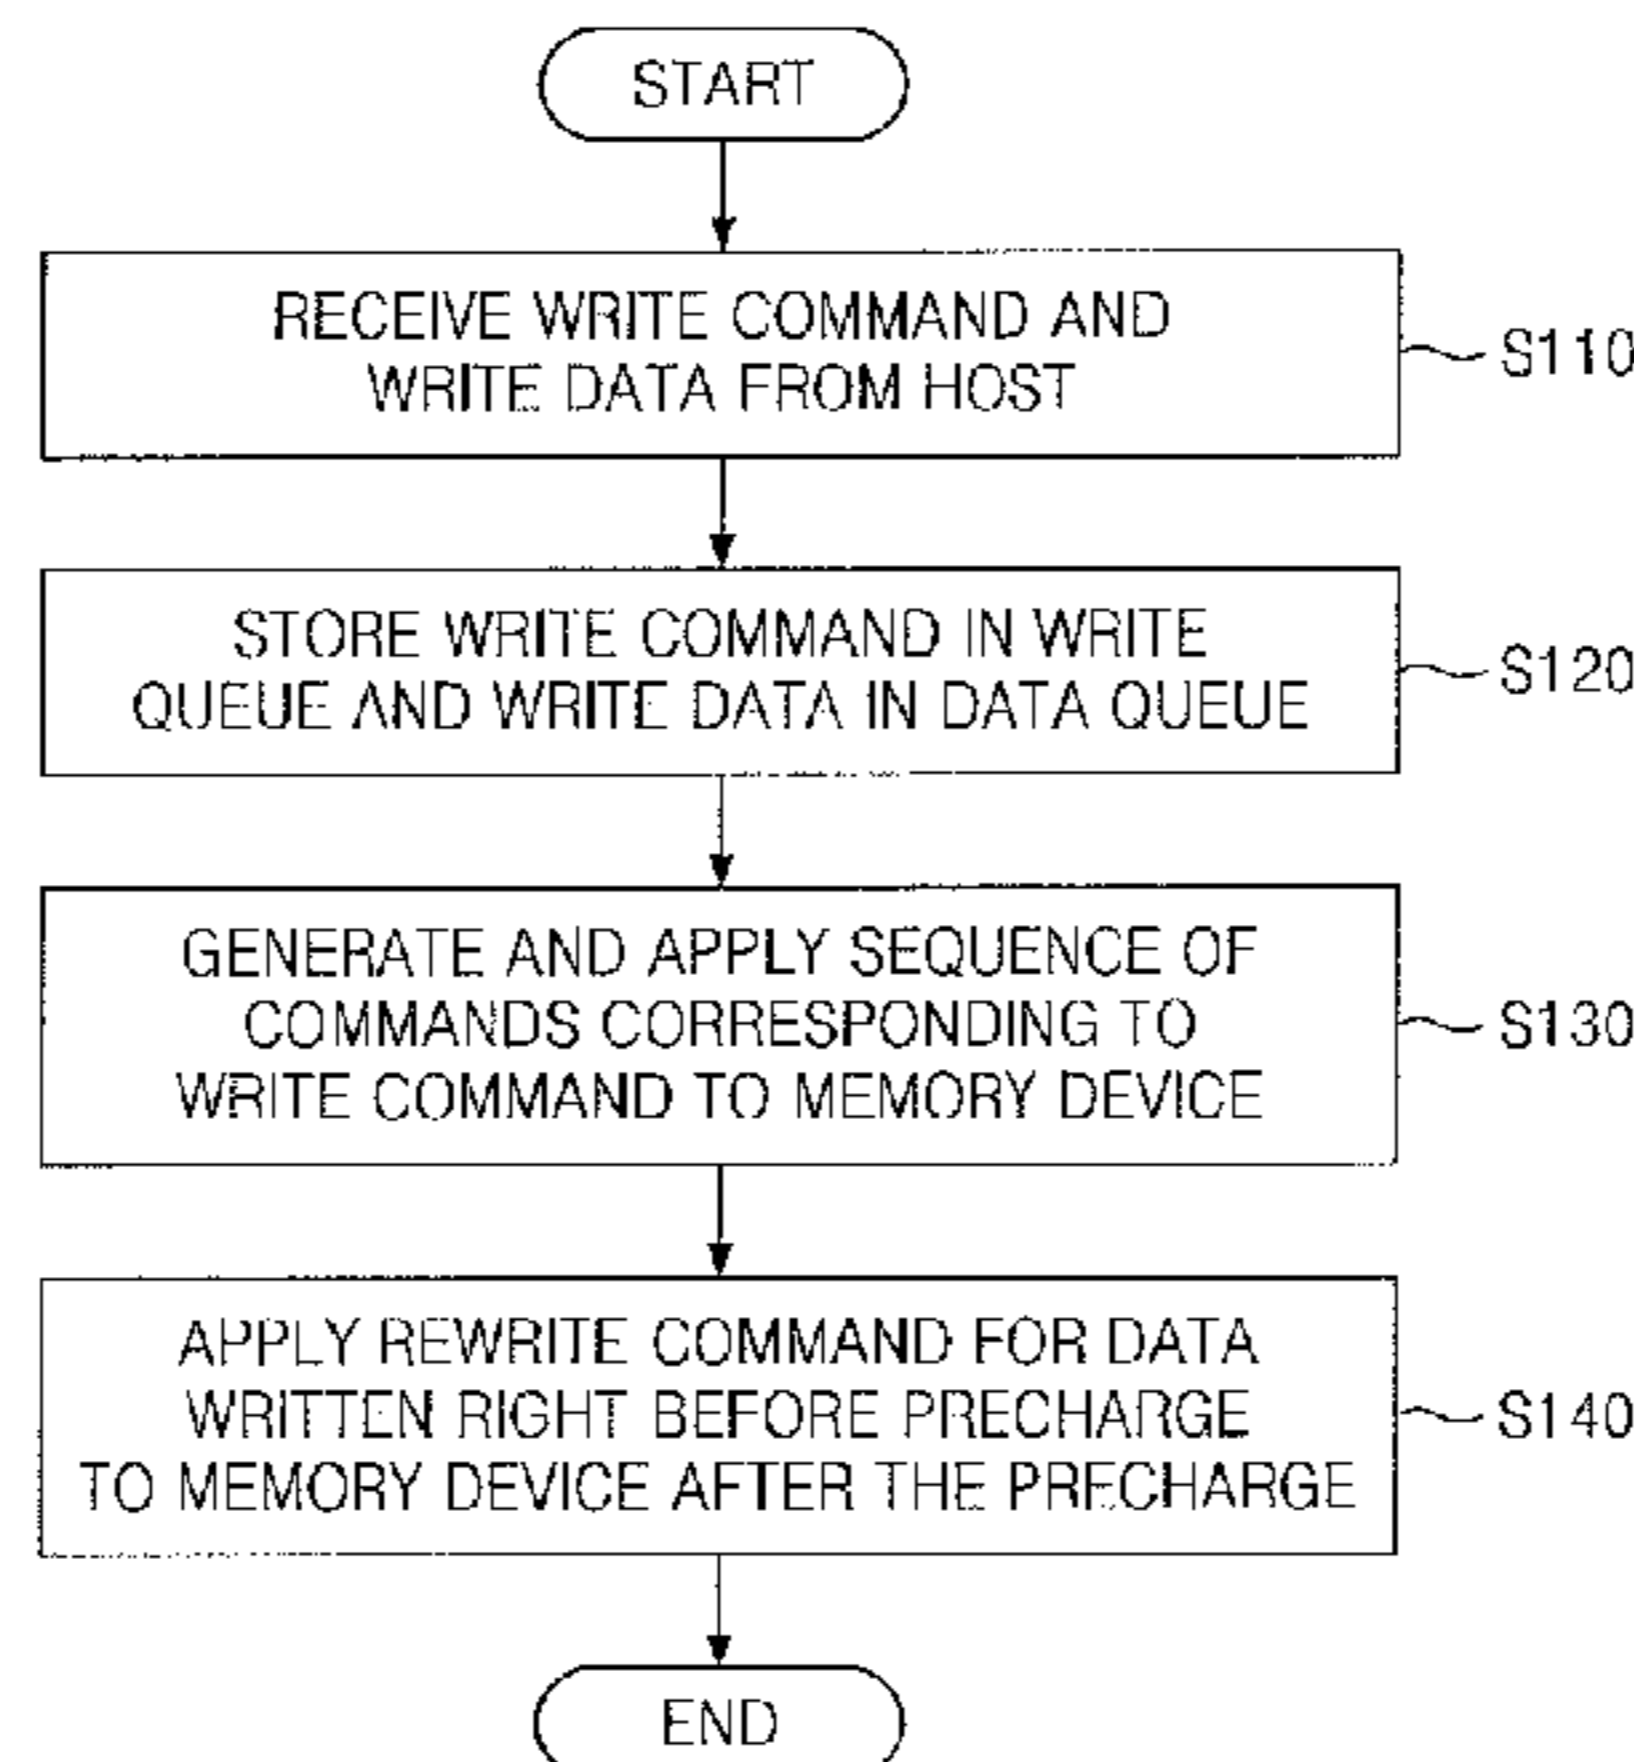 START
RECEIVE WRITE COMMAND AND
WRITE DATA FROM HOST
S110
STORE WRITE COMMAND IN WRITE
QUEUE AND WRITE DATA IN DATA QUEUE
S120
GENERATE AND APPLY SEQUENCE OF
COMMANDS CORRESPONDING TO
WRITE COMMAND TO MEMORY DEVICE
S130
APPLY REWRITE COMMAND FOR DATA
WRITTEN RIGHT BEFORE PRECHARGE
TO MEMORY DEVICE AFTER THE PRECHARGE
S140
END